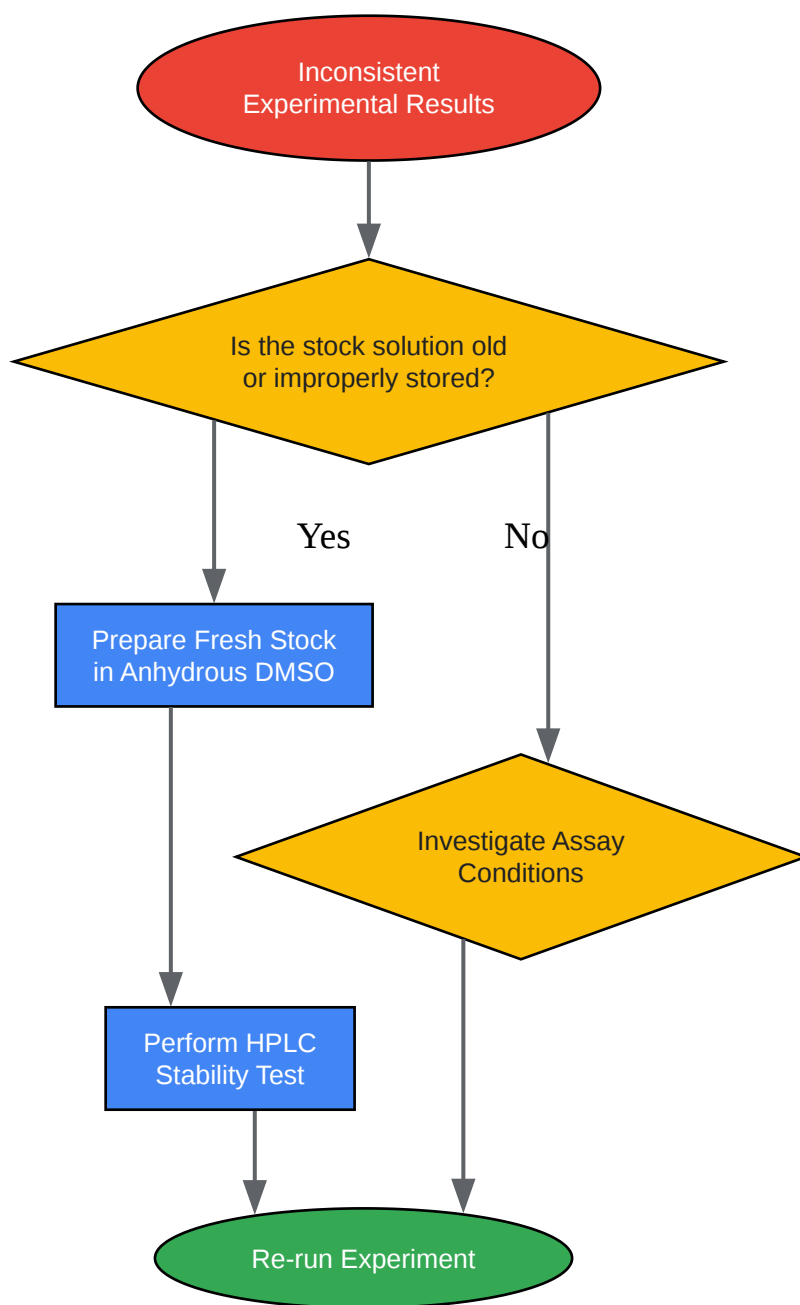 Inconsistent
Experimental Results
Is the stock solution old
or improperly stored?
Yes
No
Prepare Fresh Stock
in Anhydrous DMSO
Investigate Assay
Conditions
Perform HPLC
Stability Test
Re-run Experiment